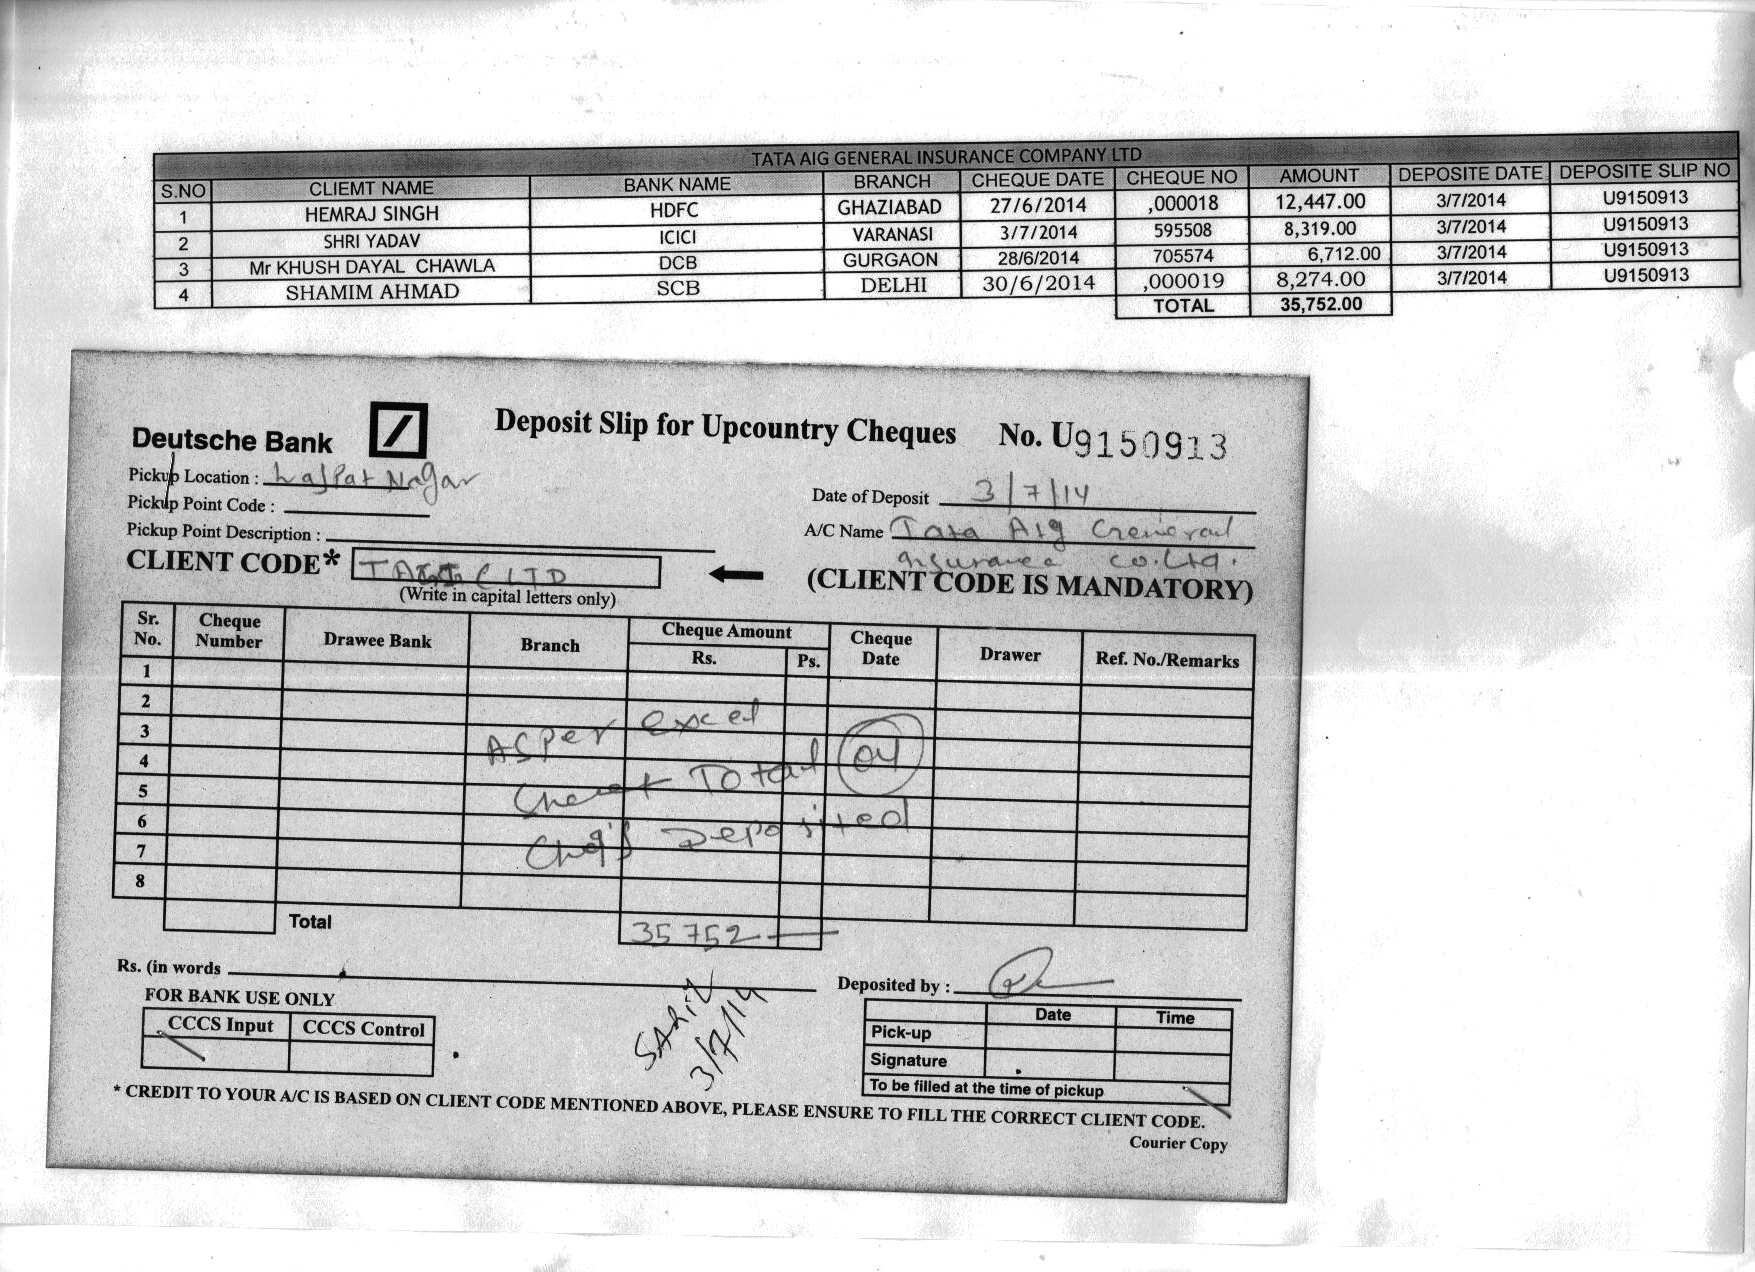 TATA AIG GENERAL INSURANCE COMPANY LTD
S.NO CLIEMT NAME BANK NAME BRANCH CHEQUE DATE CHEQUE NO AMOUNT DEPOSITE DATE DEPOSITE SLIP NO
1 HEMRAJ SINGH HDFC GHAZIABAD 27/6/2014 ,000018 12,447.00 3/7/2014 U9150913
2 SHRI YADAV ICICI VARANASI 3/7/2014 595508 8,319.00 3/7/2014 U9150913
3 Mr KHUSH DAYAL CHAWLA DCB GURGAON 28/6/2014 705574 6,712.00 3/7/2014 U9150913
4 SHAMIM AHMAD SCB DELHI 30/6/2014 ,000019 8,274.00 3/7/2014 U9150913
TOTAL 35,752.00
Deutsche Bank
Deposit Slip for Upcountry Cheques No. U9150913
Pickup Location : Lajpat Nagar
Pickup Point Code :
Pickup Point Description :
Date of Deposit 3/7/14
A/C Name Tata AIg General
Insurance co.Ltd.
CLIENT CODE*
(Write in capital letters only)
(CLIENT CODE IS MANDATORY)
Sr. No. Cheque Number Drawee Bank Branch Cheque Amount Rs. Ps. Cheque Date Drawer Ref. No./Remarks
1
2
3
4
5
6
7
8
ASPer excel
Total 04
Chq's Deposited
Total 35752
Rs. (in words
Deposited by :
FOR BANK USE ONLY
CCCS Input CCCS Control
3/7/14
Date Time
Pick-up
Signature
To be filled at the time of pickup
* CREDIT TO YOUR A/C IS BASED ON CLIENT CODE MENTIONED ABOVE, PLEASE ENSURE TO FILL THE CORRECT CLIENT CODE.
Courier Copy